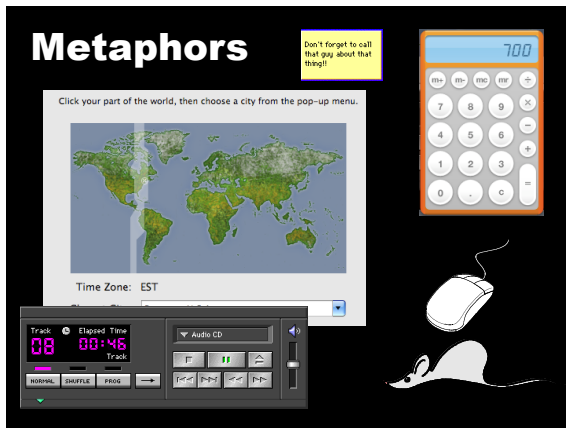 Metaphors
Don't forget to call
that guy about that
thing!!
700
m+ m- mc mr ÷
7 8 9 ×
4 5 6 −
1 2 3 +
0 . c =
Click your part of the world, then choose a city from the pop-up menu.
Time Zone: EST
Track Elapsed Time
08 00:46
Track
NORMAL SHUFFLE PROG
Audio CD